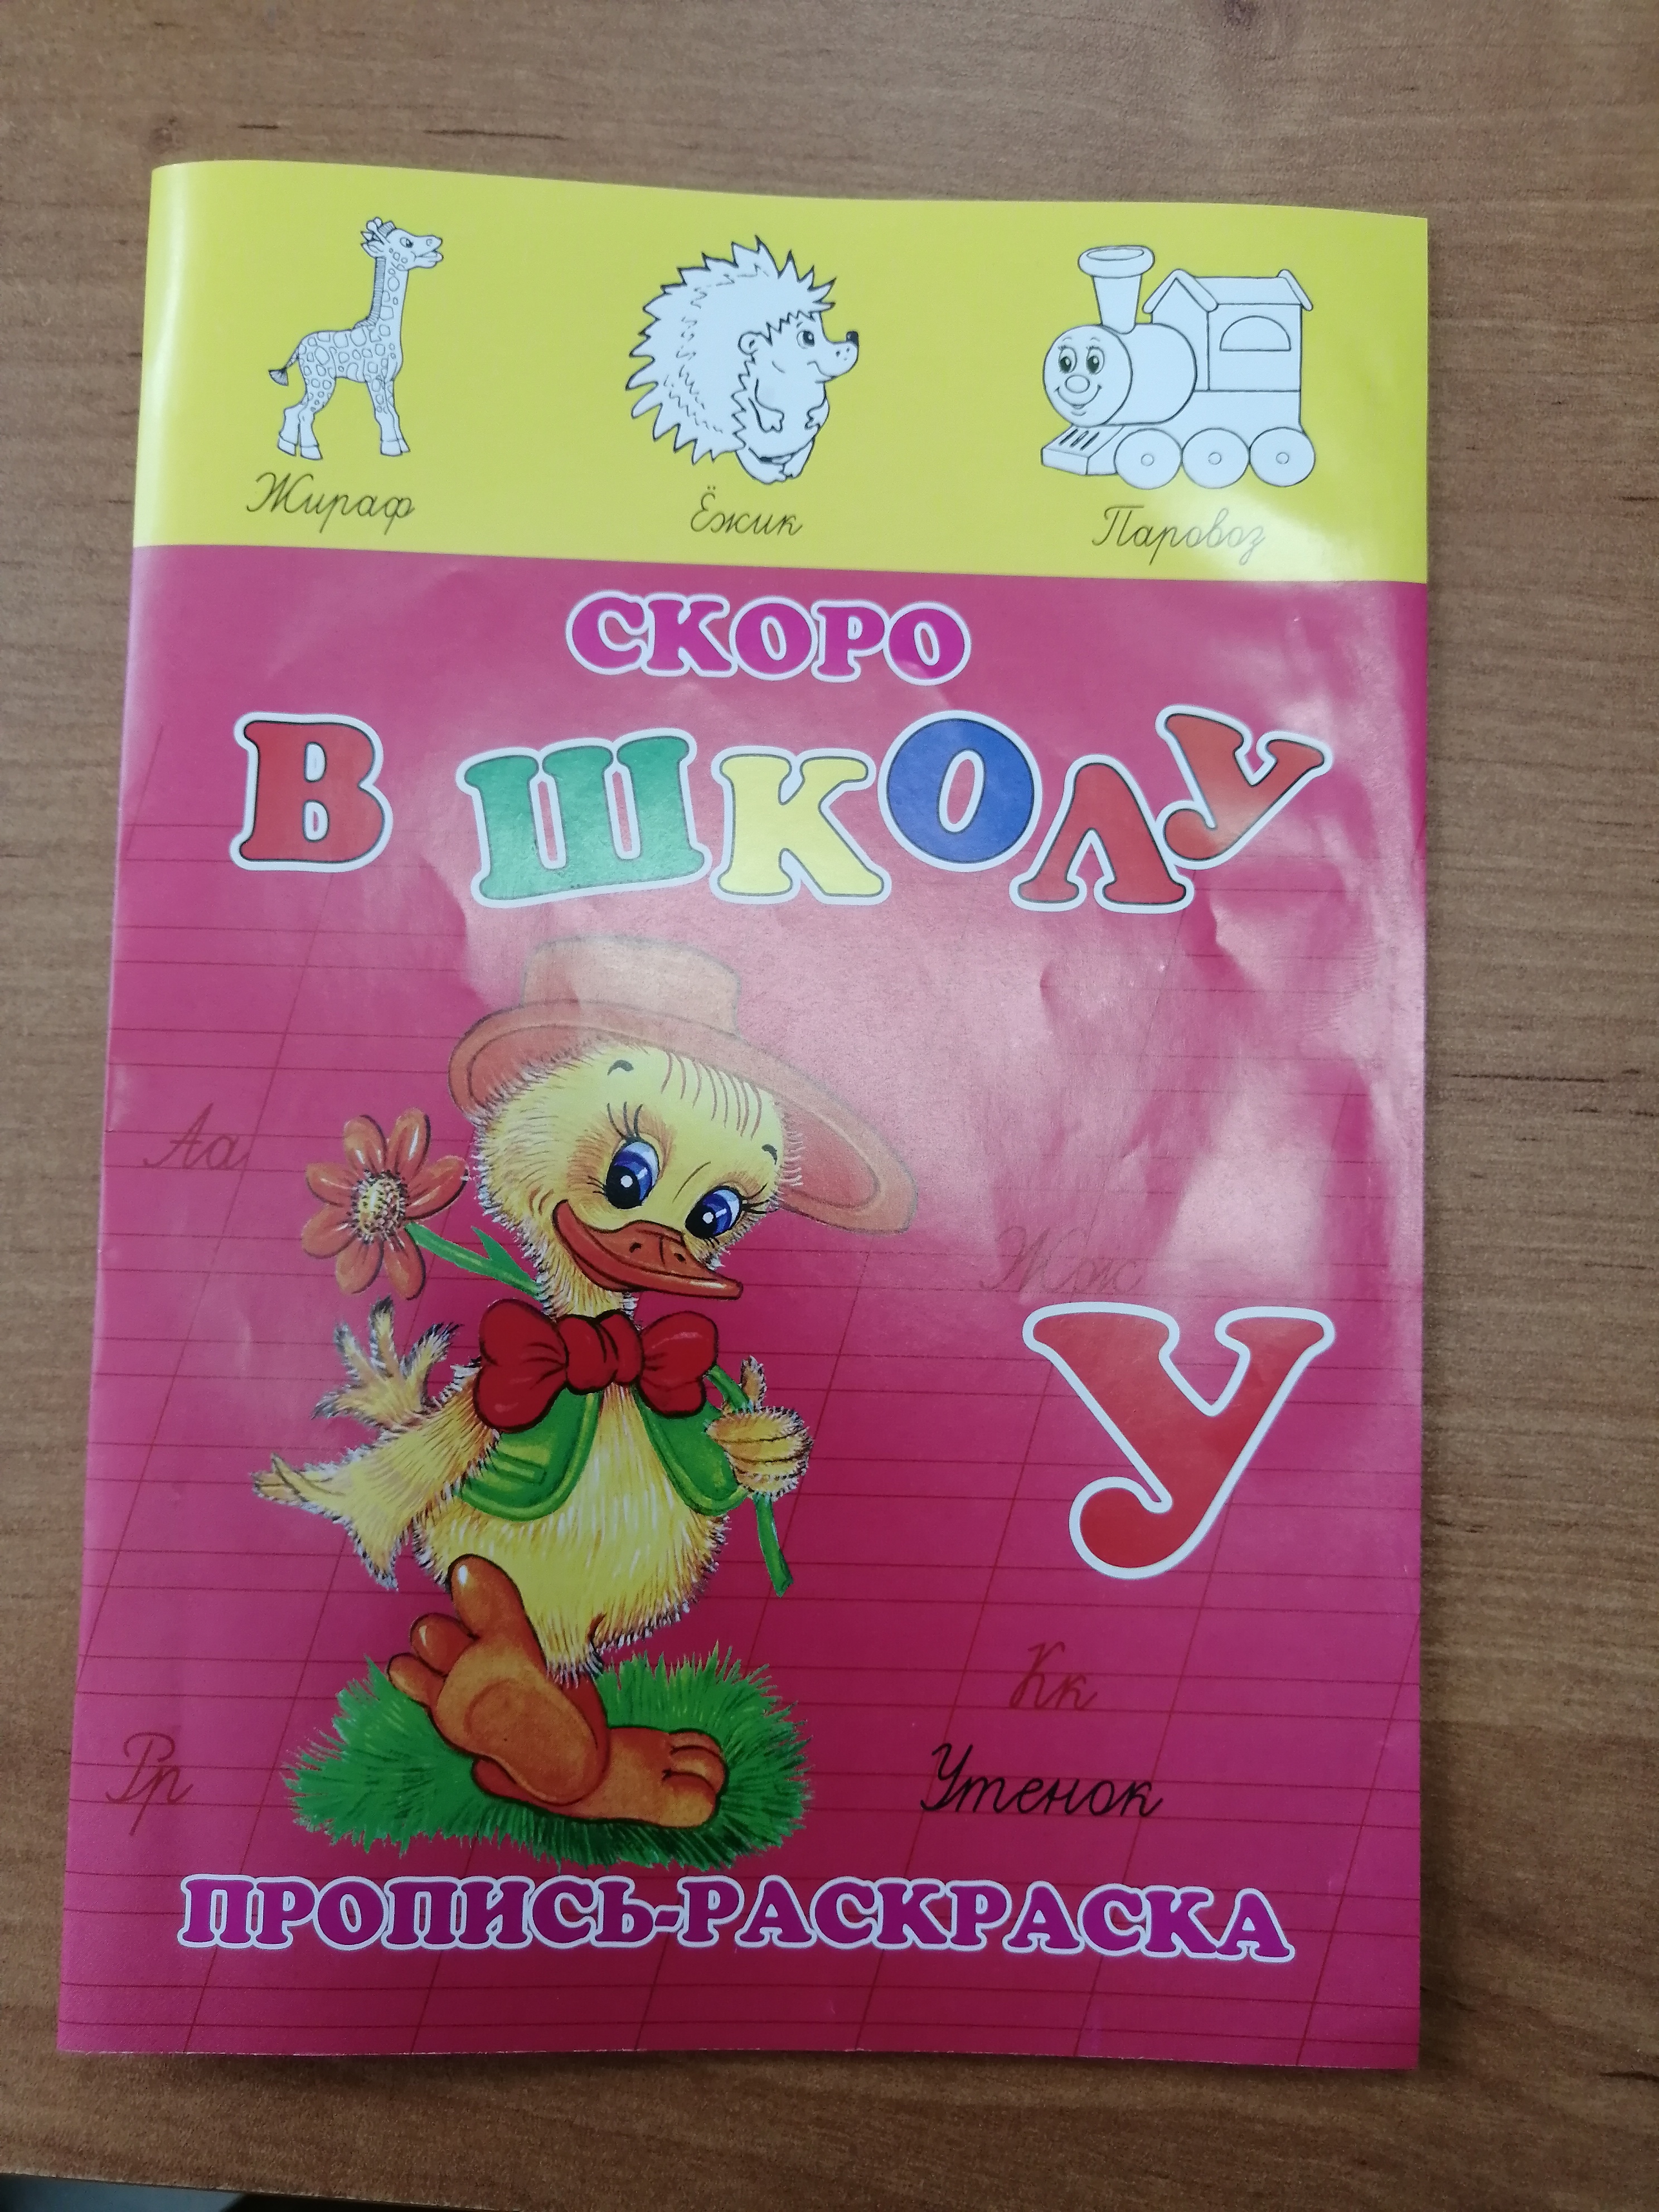 Жираф Ёжик Паровоз
СКОРО
В ШКОЛУ
Аа
Жж
У
Кк
Рр
Утенок
ПРОПИСЬ-РАСКРАСКА